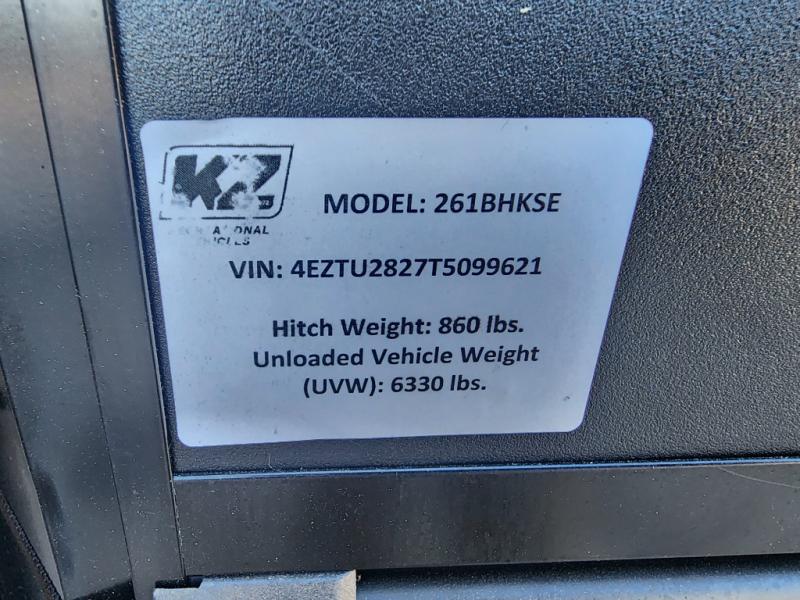 KZ
MODEL: 261BHKSE
VIN: 4EZTU2827T5099621
Hitch Weight: 860 lbs.
Unloaded Vehicle Weight
(UVW): 6330 lbs.